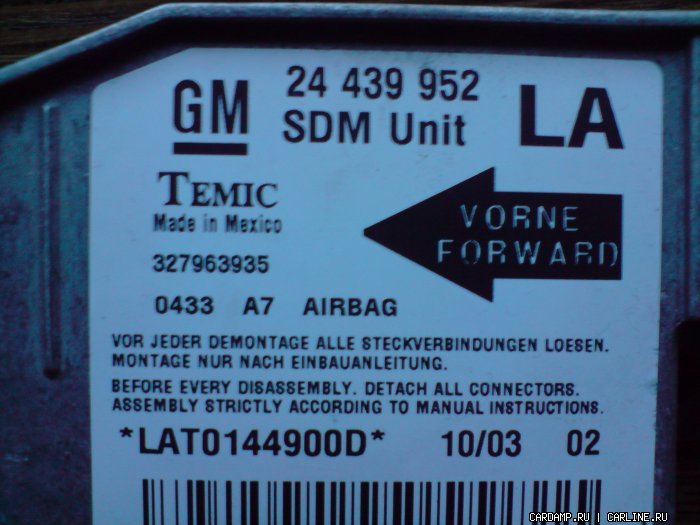 GM 24 439 952 LA
SDM Unit
TEMIC
Made in Mexico
VORNE
FORWARD
327963935
0433 A7 AIRBAG
VOR JEDER DEMONTAGE ALLE STECKVERBINDUNGEN LOESEN.
MONTAGE NUR NACH EINBAUANLEITUNG.
BEFORE EVERY DISASSEMBLY. DETACH ALL CONNECTORS.
ASSEMBLY STRICTLY ACCORDING TO MANUAL INSTRUCTIONS.
*LAT0144900D* 10/03 02
CARDAMP.RU | CARLINE.RU